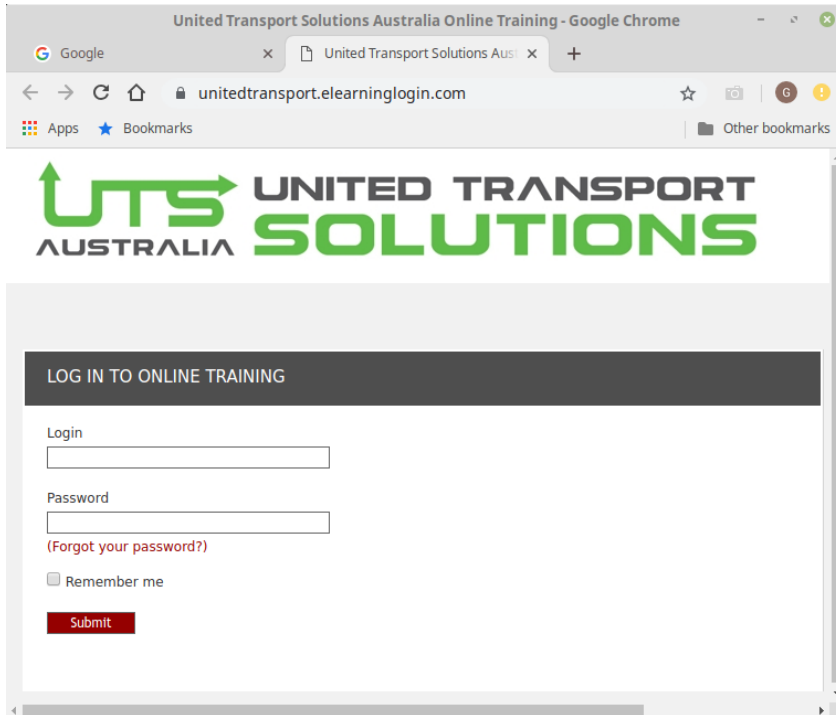 United Transport Solutions Australia Online Training - Google Chrome
Google
United Transport Solutions Aust
unitedtransport.elearninglogin.com
G
Apps
Bookmarks
Other bookmarks
UTS
AUSTRALIA
UNITED TRANSPORT
SOLUTIONS
LOG IN TO ONLINE TRAINING
Login
Password
(Forgot your password?)
Remember me
Submit